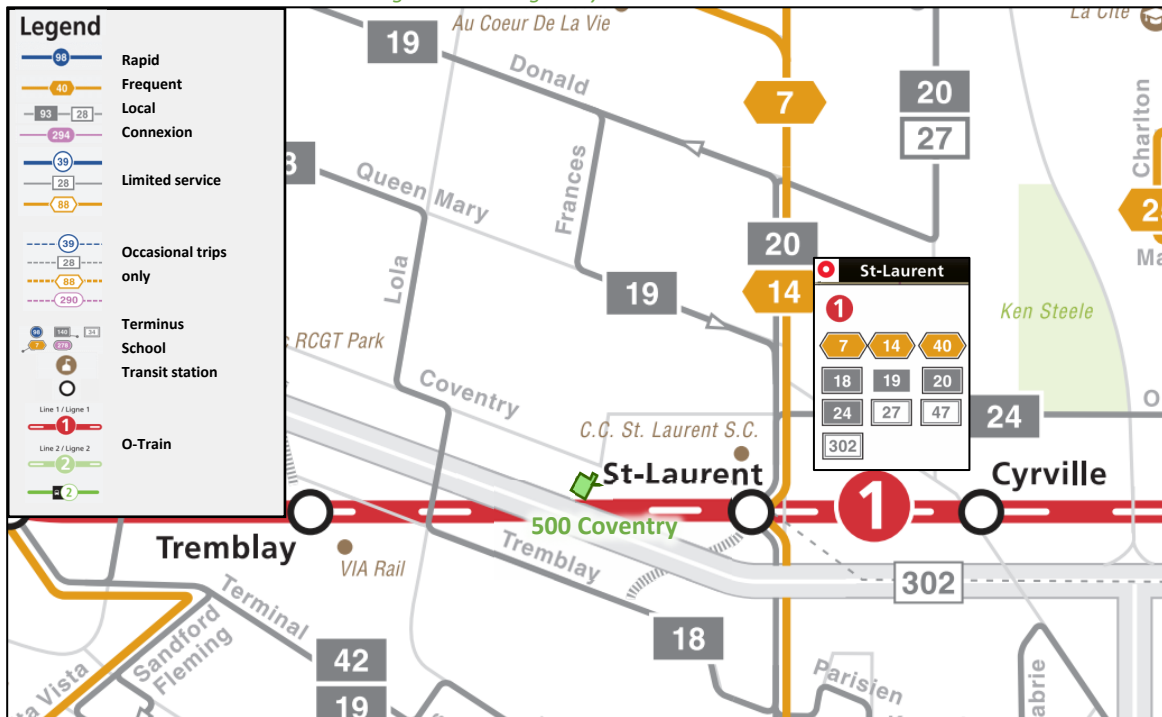 Legend
98
Rapid
40
Frequent
93 28
Local
294
Connexion
39
28
Limited service
88
39
28
Occasional trips
88
only
290
Terminus
98 140 34
7 278
School
Transit station
Line 1 / Ligne 1
1
O-Train
Line 2 / Ligne 2
2
2
Au Coeur De La Vie
La Cité
19
Donald
7
20
27
Charlton
Queen Mary
Frances
Lola
20
14
19
St-Laurent
1
7 14 40
18 19 20
24 27 47
302
Ken Steele
RCGT Park
Coventry
C.C. St. Laurent S.C.
24
O
St-Laurent
Cyrville
1
500 Coventry
Tremblay
VIA Rail
Tremblay
302
Terminal
Sandford
Fleming
18
42
19
Parisien
ta Vista
abrie